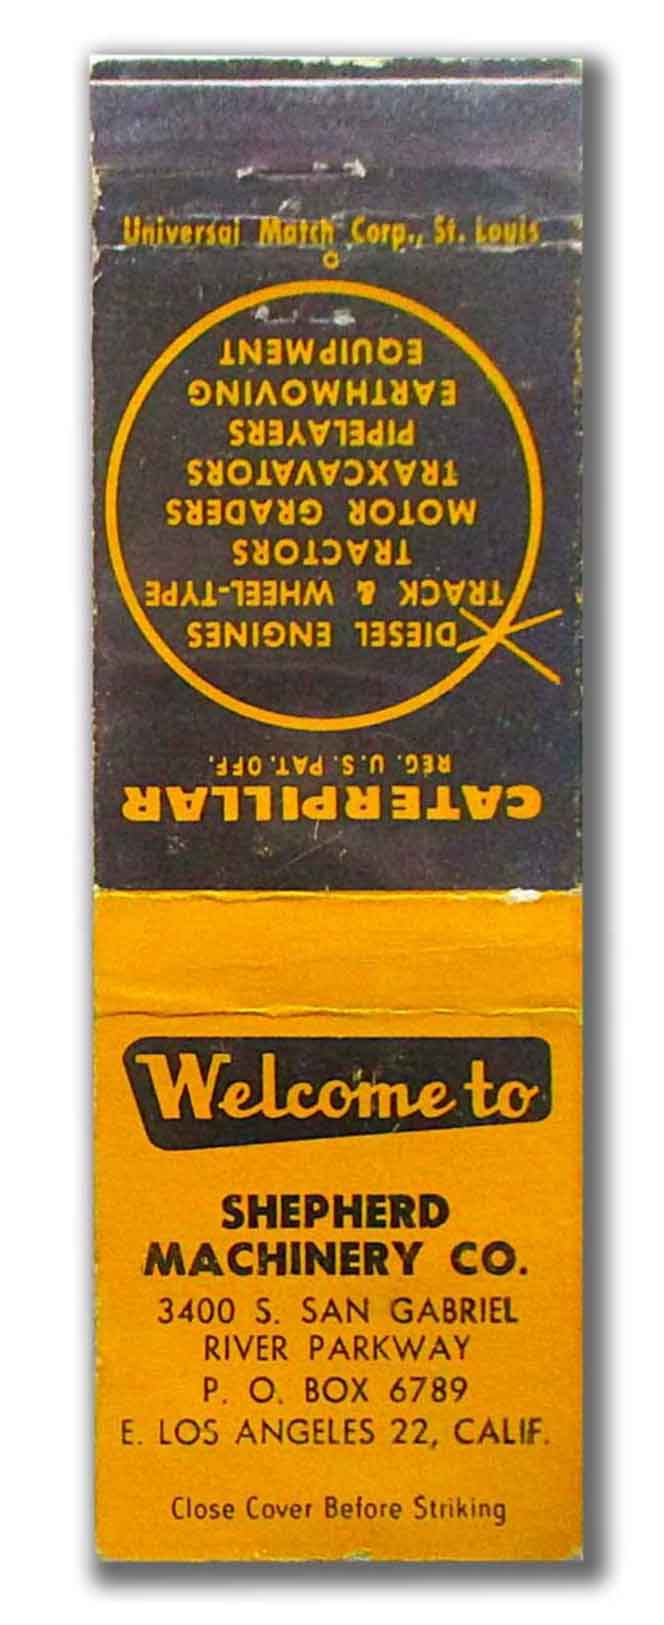 Universal Match Corp., St. Louis
CATERPILLAR
REG. U.S. PAT. OFF.
DIESEL ENGINES
TRACK & WHEEL-TYPE
TRACTORS
MOTOR GRADERS
TRAXCAVATORS
PIPELAYERS
EARTHMOVING
EQUIPMENT
Welcome to
SHEPHERD
MACHINERY CO.
3400 S. SAN GABRIEL
RIVER PARKWAY
P. O. BOX 6789
E. LOS ANGELES 22, CALIF.
Close Cover Before Striking